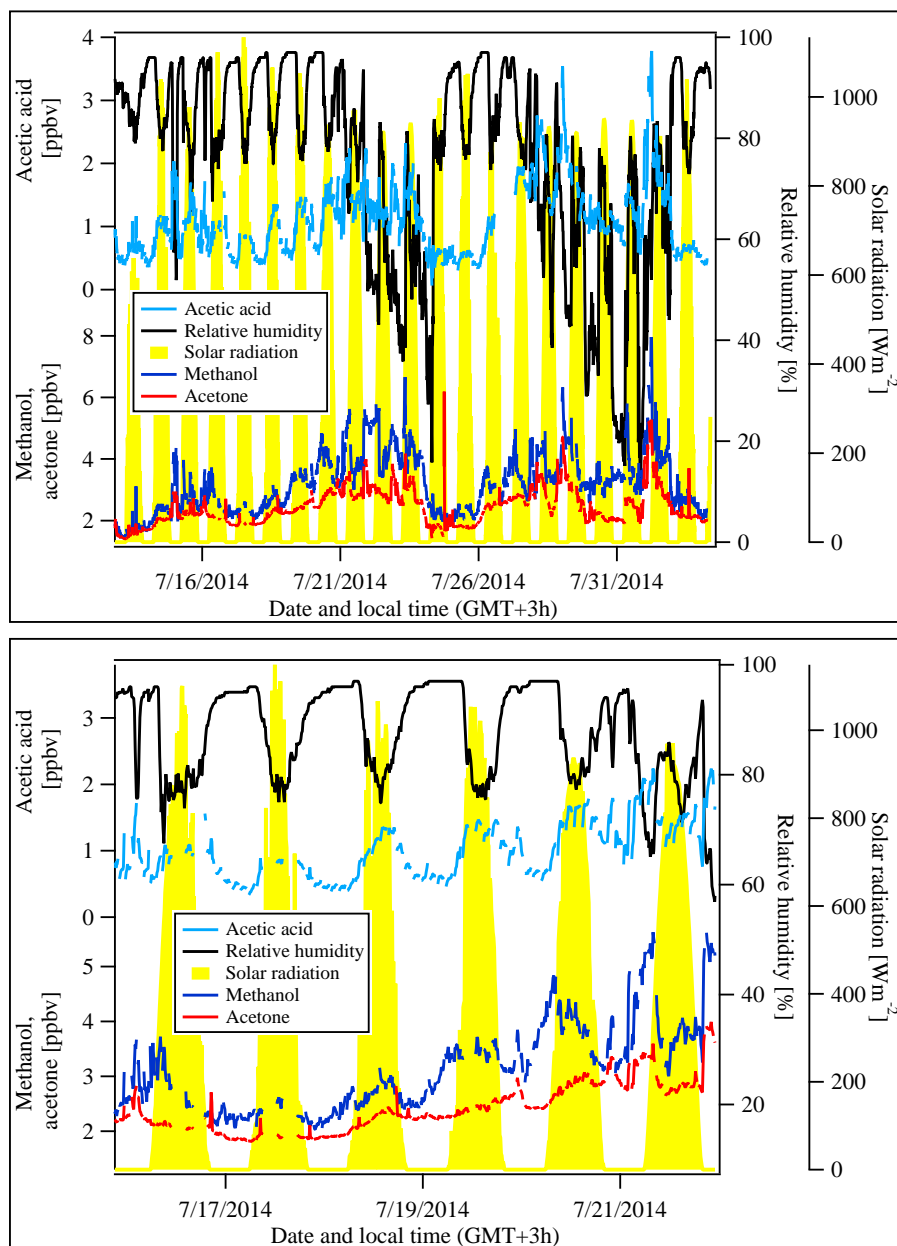 4
3
2
1
0
Acetic acid
[ppbv]
8
6
4
2
Methanol,
acetone [ppbv]
100
80
60
40
20
0
Relative humidity
[%]
1000
800
600
400
200
0
Solar radiation [Wm-2]
Acetic acid
Relative humidity
Solar radiation
Methanol
Acetone
7/16/2014
7/21/2014
7/26/2014
7/31/2014
Date and local time (GMT+3h)
3
2
1
0
Acetic acid
[ppbv]
5
4
3
2
Methanol,
acetone [ppbv]
100
80
60
40
20
Relative humidity
[%]
1000
800
600
400
200
0
Solar radiation [Wm-2]
Acetic acid
Relative humidity
Solar radiation
Methanol
Acetone
7/17/2014
7/19/2014
7/21/2014
Date and local time (GMT+3h)